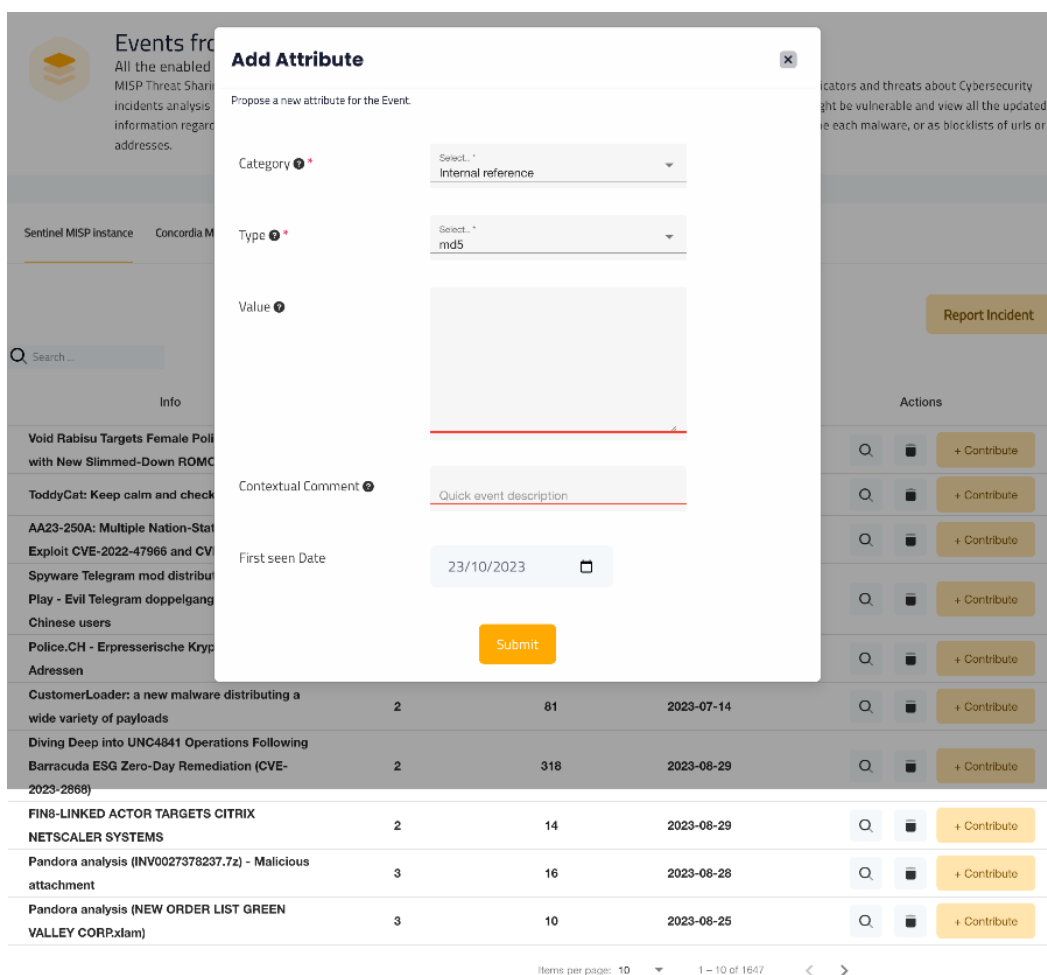 Events fro
All the enabled
MISP Threat Shari
icators and threats about Cybersecurity
incidents analysis
ght be vulnerable and view all the updated
information regard
e each malware, or as blocklists of urls or
addresses.
Add Attribute
Propose a new attribute for the Event.
Category *
Select.. *
Internal reference
Type *
Select.. *
md5
Value
Contextual Comment
Quick event description
First seen Date
23/10/2023
Submit
Sentinel MISP instance Concordia M
Report Incident
Search ...
Info Actions
Void Rabisu Targets Female Poli
with New Slimmed-Down ROMC
+ Contribute
ToddyCat: Keep calm and check
+ Contribute
AA23-250A: Multiple Nation-Stat
Exploit CVE-2022-47966 and CV
+ Contribute
Spyware Telegram mod distribut
Play - Evil Telegram doppelgang
Chinese users
+ Contribute
Police.CH - Erpresserische Kryp
Adressen
+ Contribute
CustomerLoader: a new malware distributing a
wide variety of payloads
2 81 2023-07-14 + Contribute
Diving Deep into UNC4841 Operations Following
Barracuda ESG Zero-Day Remediation (CVE-
2023-2868)
2 318 2023-08-29 + Contribute
FIN8-LINKED ACTOR TARGETS CITRIX
NETSCALER SYSTEMS
2 14 2023-08-29 + Contribute
Pandora analysis (INV0027378237.7z) - Malicious
attachment
3 16 2023-08-28 + Contribute
Pandora analysis (NEW ORDER LIST GREEN
VALLEY CORP.xlam)
3 10 2023-08-25 + Contribute
Items per page: 10 1 – 10 of 1647